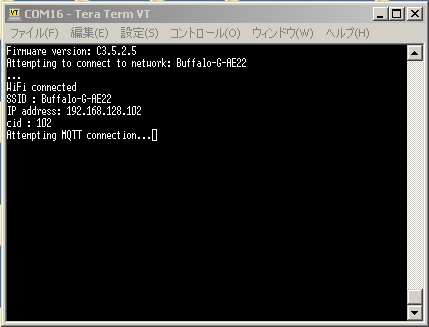 COM16 - Tera Term VT
ファイル(F) 編集(E) 設定(S) コントロール(O) ウィンドウ(W) ヘルプ(H)
Firmware version: C3.5.2.5
Attempting to connect to network: Buffalo-G-AE22
...
WiFi connected
SSID : Buffalo-G-AE22
IP address: 192.168.128.102
cid : 102
Attempting MQTT connection...